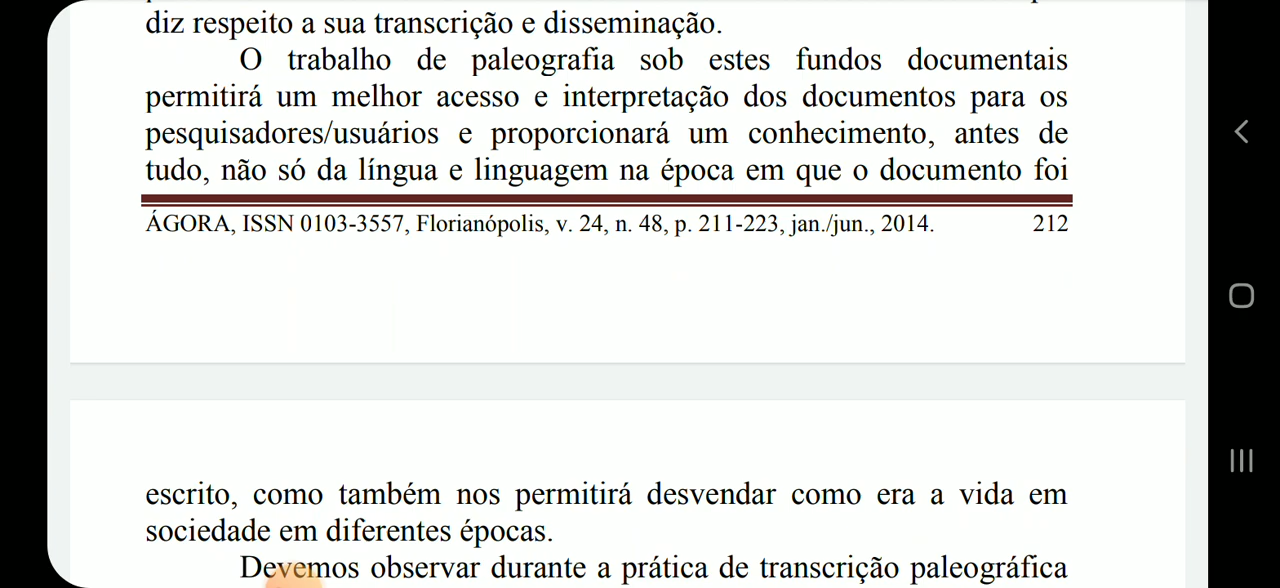 diz respeito a sua transcrição e disseminação.
O trabalho de paleografia sob estes fundos documentais
permitirá um melhor acesso e interpretação dos documentos para os
pesquisadores/usuários e proporcionará um conhecimento, antes de
tudo, não só da língua e linguagem na época em que o documento foi
ÁGORA, ISSN 0103-3557, Florianópolis, v. 24, n. 48, p. 211-223, jan./jun., 2014. 212
escrito, como também nos permitirá desvendar como era a vida em
sociedade em diferentes épocas.
Devemos observar durante a prática de transcrição paleográfica